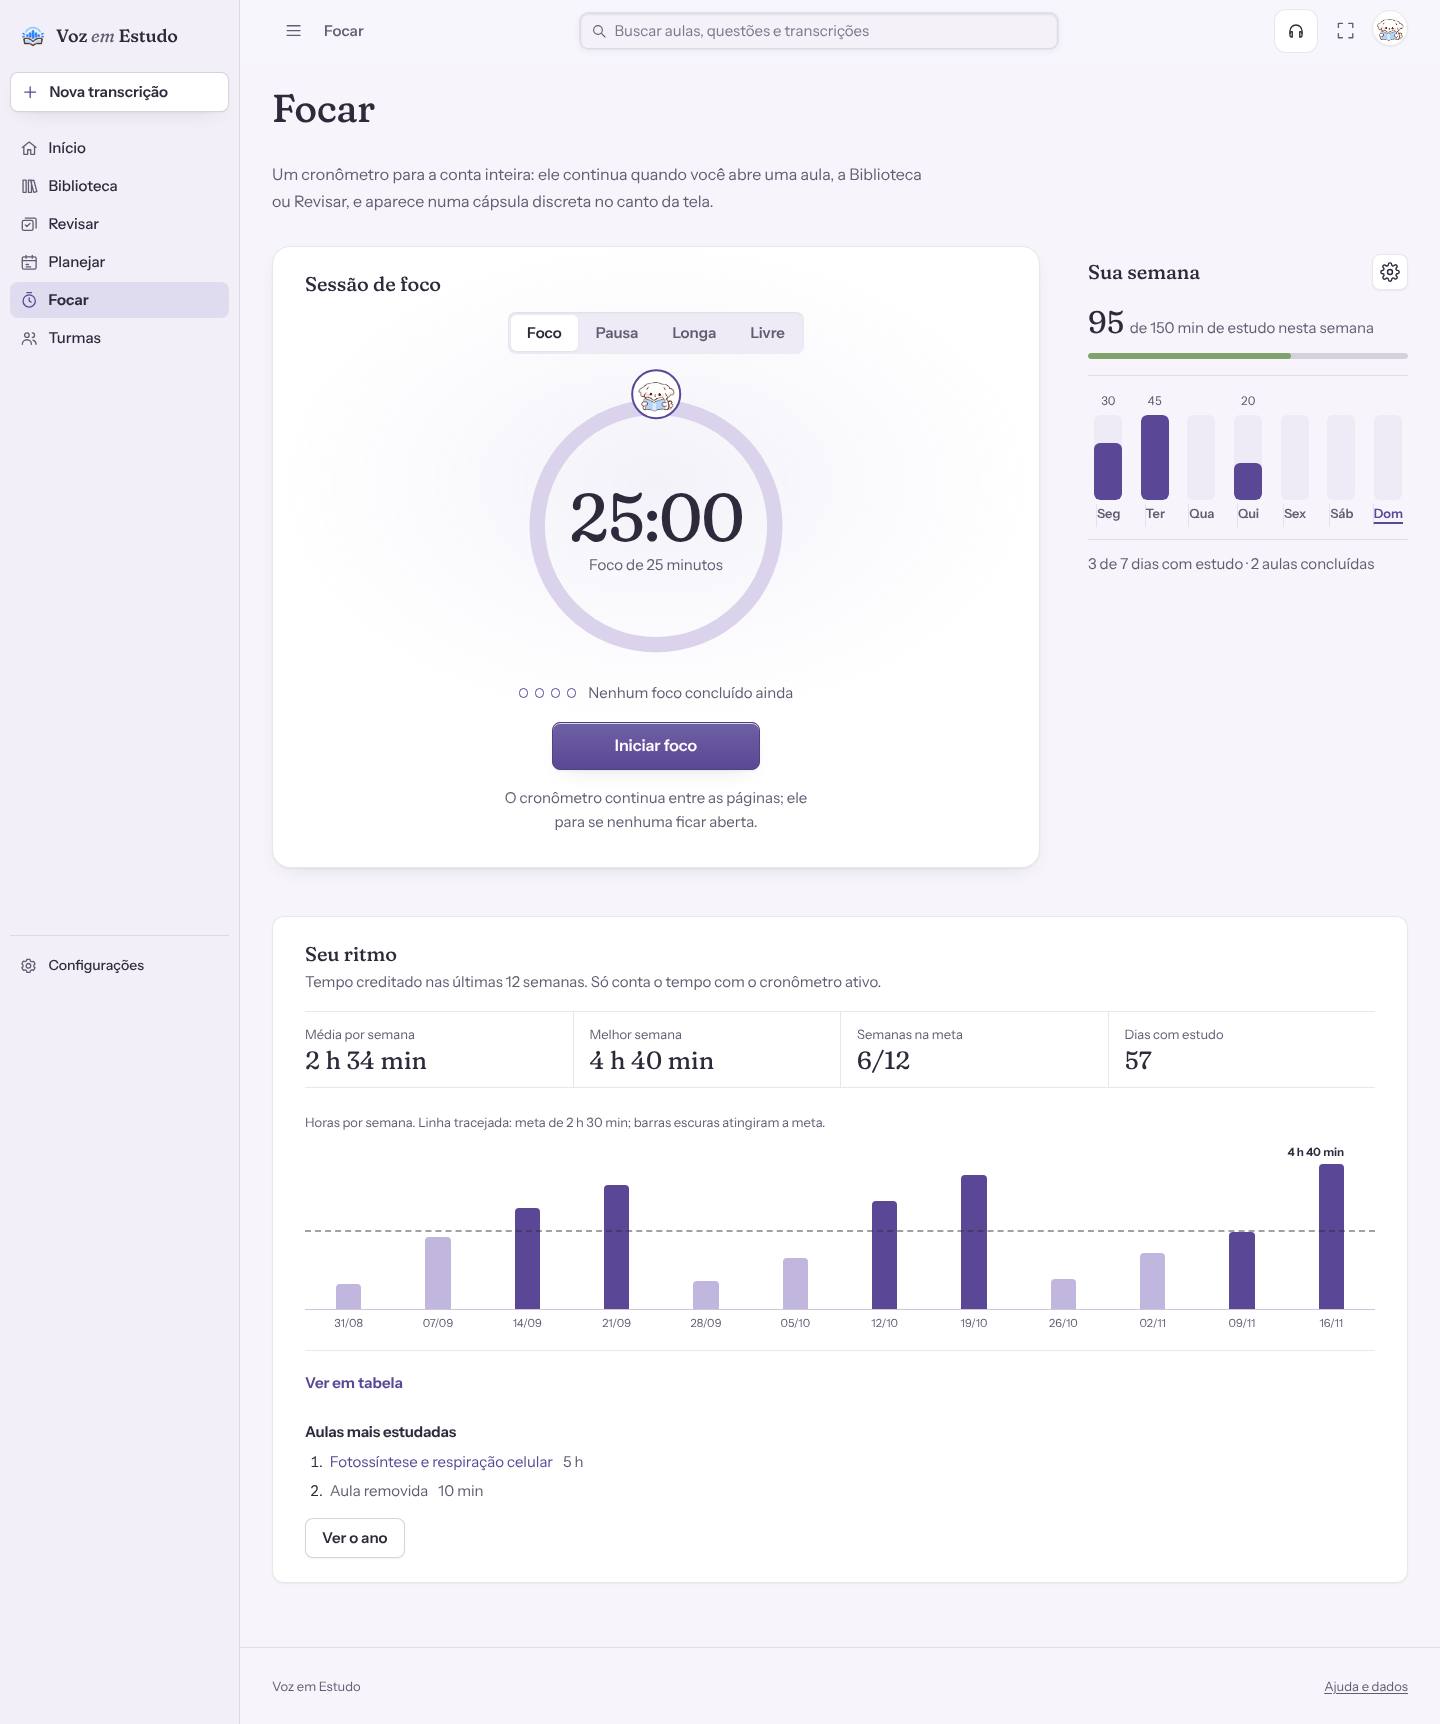 Voz em Estudo
Nova transcrição
Início
Biblioteca
Revisar
Planejar
Focar
Turmas
Configurações
Focar
Buscar aulas, questões e transcrições
Focar
Um cronômetro para a conta inteira: ele continua quando você abre uma aula, a Biblioteca
ou Revisar, e aparece numa cápsula discreta no canto da tela.
Sessão de foco
Foco Pausa Longa Livre
25:00
Foco de 25 minutos
Nenhum foco concluído ainda
Iniciar foco
O cronômetro continua entre as páginas; ele
para se nenhuma ficar aberta.
Sua semana
95 de 150 min de estudo nesta semana
30 45 20
Seg Ter Qua Qui Sex Sáb Dom
3 de 7 dias com estudo · 2 aulas concluídas
Seu ritmo
Tempo creditado nas últimas 12 semanas. Só conta o tempo com o cronômetro ativo.
Média por semana
2 h 34 min
Melhor semana
4 h 40 min
Semanas na meta
6/12
Dias com estudo
57
Horas por semana. Linha tracejada: meta de 2 h 30 min; barras escuras atingiram a meta.
4 h 40 min
31/08 07/09 14/09 21/09 28/09 05/10 12/10 19/10 26/10 02/11 09/11 16/11
Ver em tabela
Aulas mais estudadas
1. Fotossíntese e respiração celular 5 h
2. Aula removida 10 min
Ver o ano
Voz em Estudo
Ajuda e dados